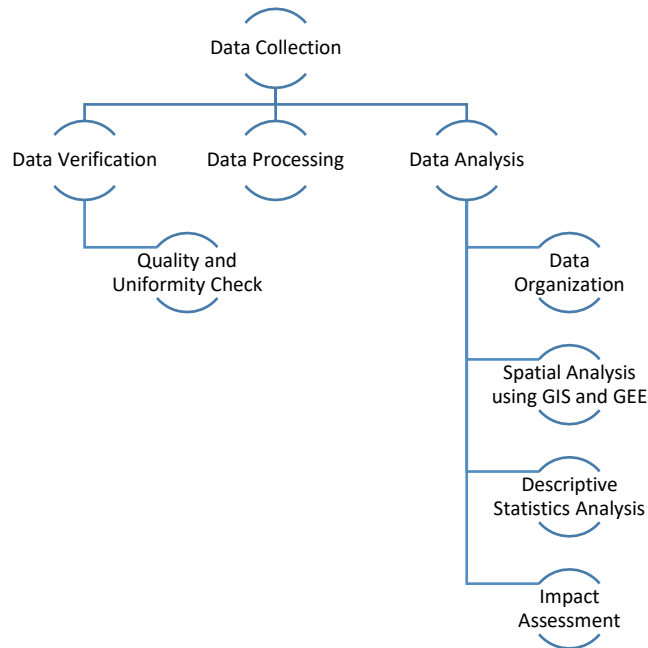 Data Collection
Data Verification
Data Processing
Data Analysis
Quality and
Uniformity Check
Data
Organization
Spatial Analysis
using GIS and GEE
Descriptive
Statistics Analysis
Impact
Assessment